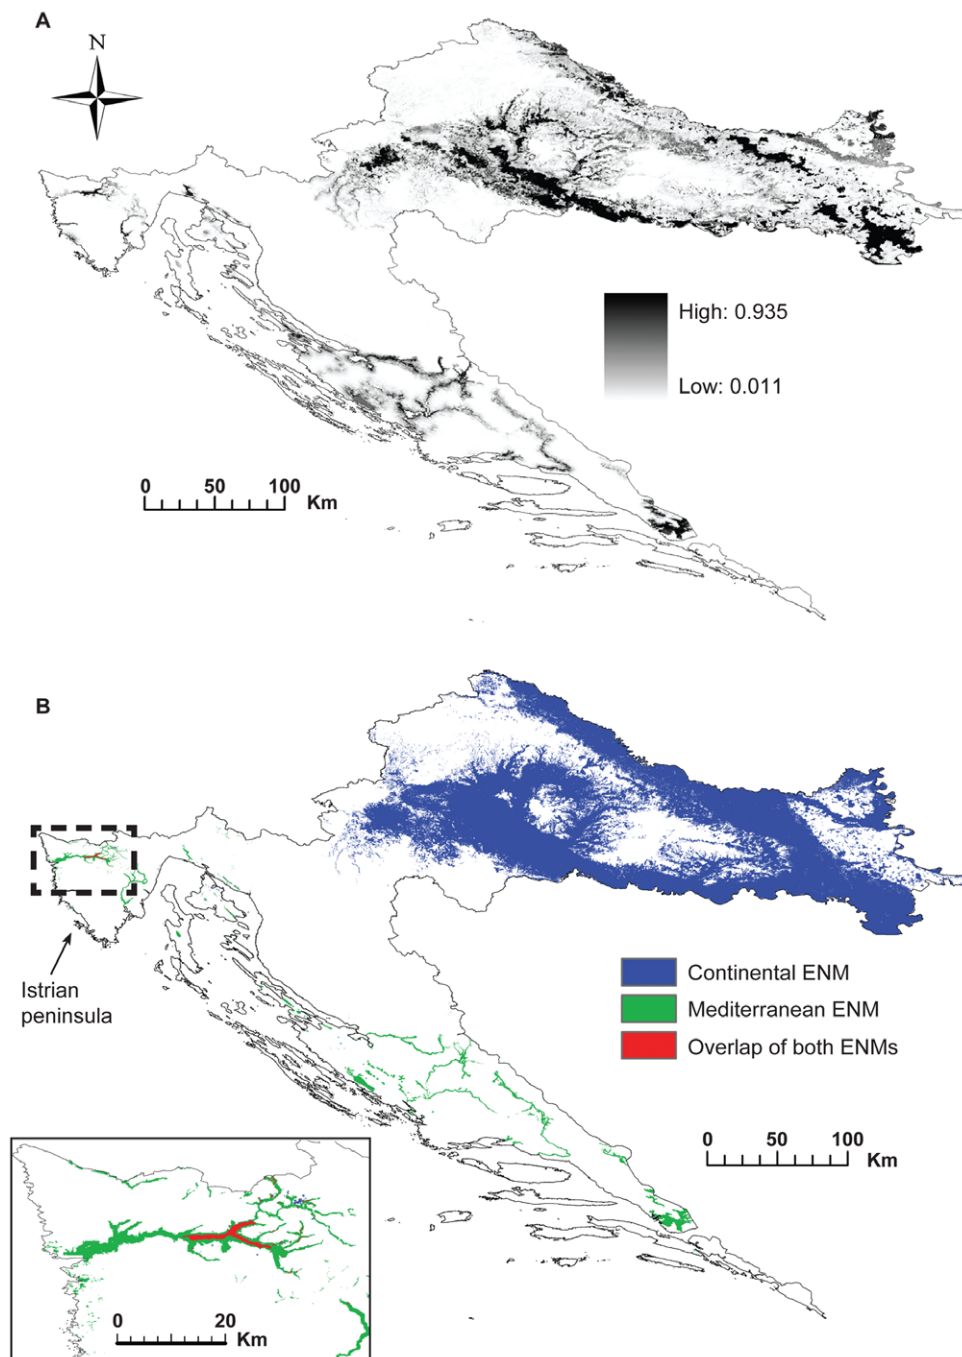 A
N
High: 0.935
Low: 0.011
0 50 100
Km
B
Istrian
peninsula
Continental ENM
Mediterranean ENM
Overlap of both ENMs
0 50 100
Km
0 20
Km